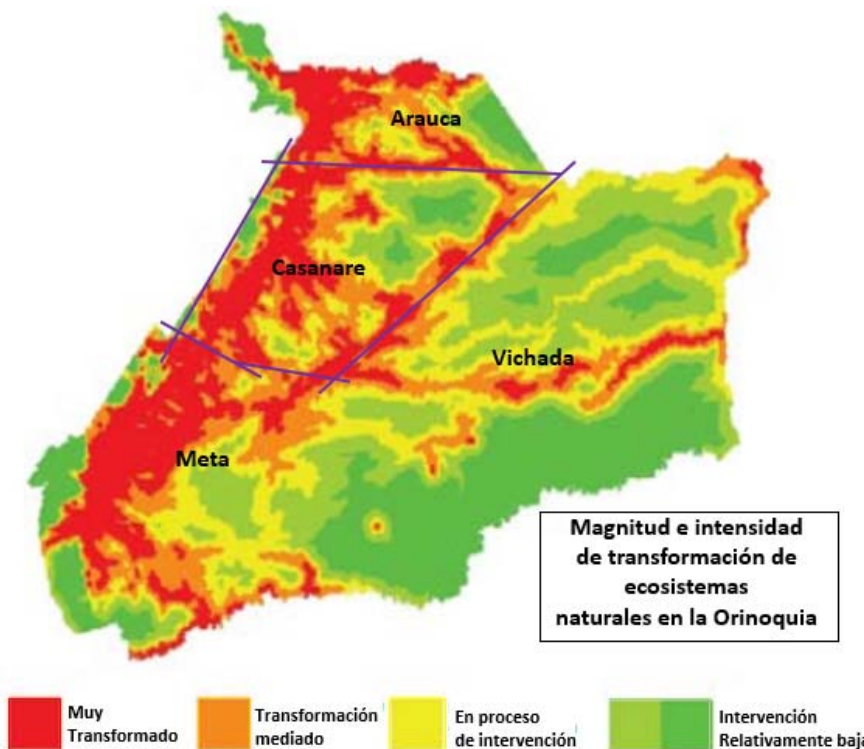 Arauca
Casanare
Vichada
Meta
Magnitud e intensidad
de transformación de
ecosistemas
naturales en la Orinoquia
Muy
Transformado
Transformación
mediado
En proceso
de intervención
Intervención
Relativamente baja